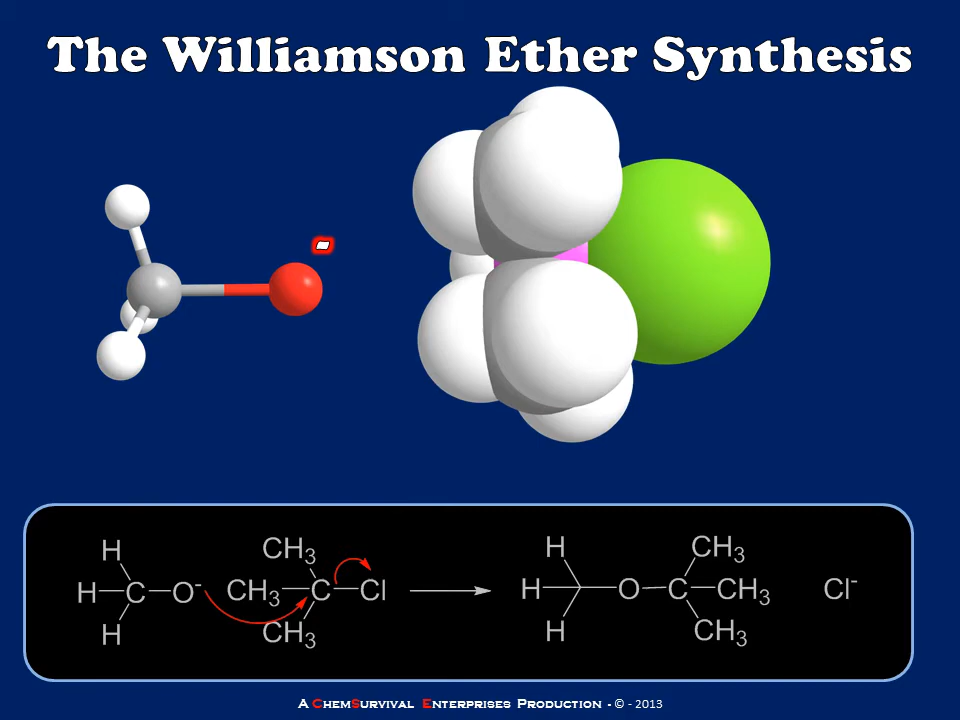 The Williamson Ether Synthesis
-
H CH3 H CH3
H C O- CH3 C Cl H O C CH3 Cl-
H CH3 H CH3
A ChemSurvival Enterprises Production - © - 2013